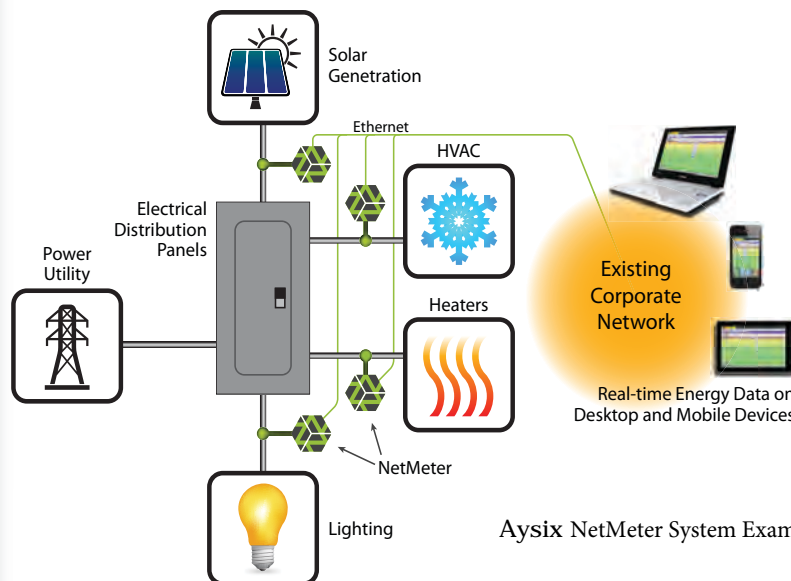 Solar
Genetration
Ethernet
HVAC
Electrical
Distribution
Panels
Power
Utility
Existing
Corporate
Network
Heaters
Real-time Energy Data on
Desktop and Mobile Devices
NetMeter
Lighting
Aysix NetMeter System Exam